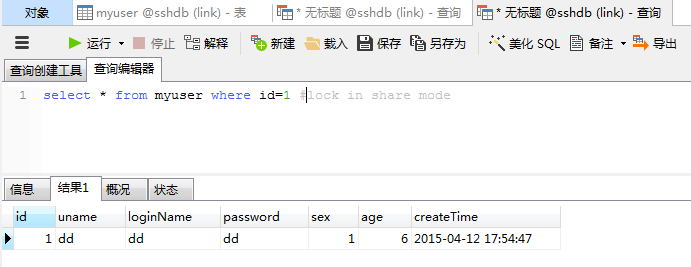 对象 myuser @sshdb (link) - 表 * 无标题 @sshdb (link) - 查询 * 无标题 @sshdb (link) - 查询
运行 停止 解释 新建 载入 保存 另存为 美化 SQL 备注 导出
查询创建工具 查询编辑器
1 select * from myuser where id=1 #lock in share mode
信息 结果1 概况 状态
id uname loginName password sex age createTime
1 dd dd dd 1 6 2015-04-12 17:54:47